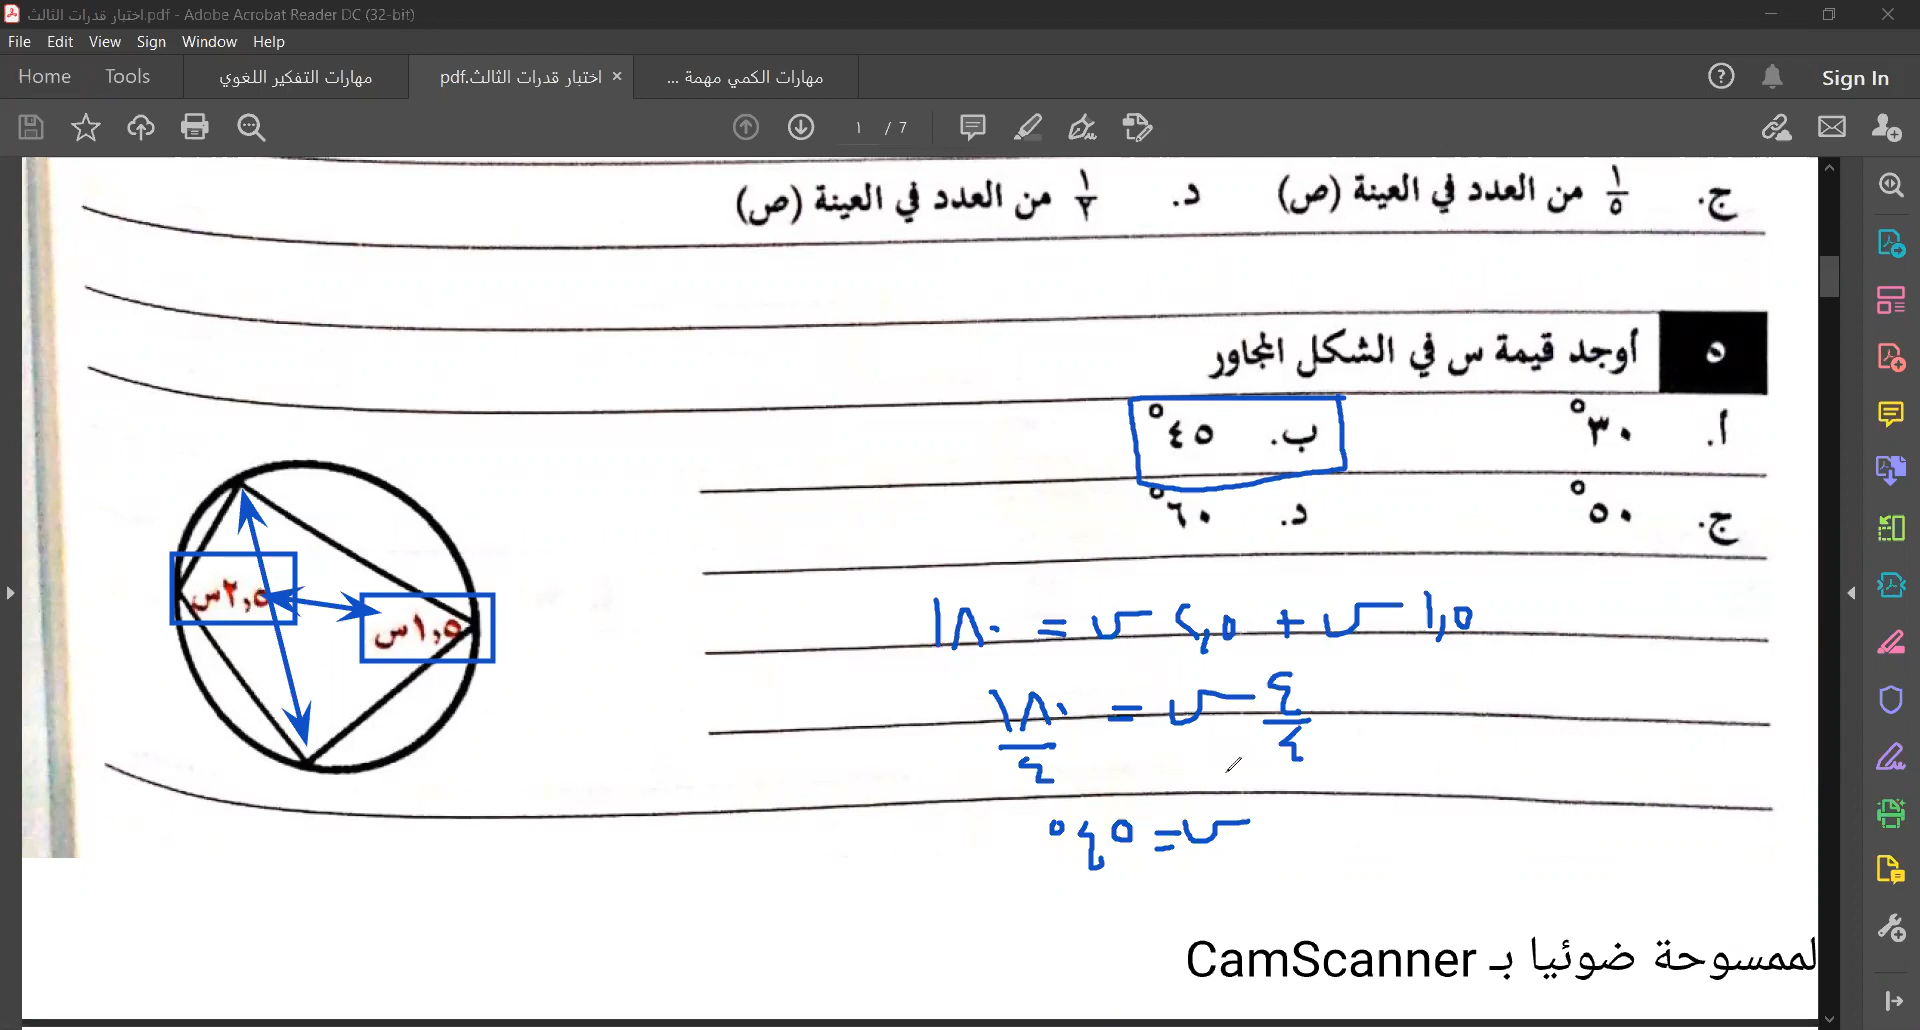 اختبار قدرات الثالث.pdf - Adobe Acrobat Reader DC (32-bit)
File Edit View Sign Window Help
Home Tools مهارات التفكير اللغوي اختبار قدرات الثالث.pdf × مهارات الكمي مهمة ... Sign In
١ / 7
ج. ١/٥ من العدد في العينة (ص) د. ١/٢ من العدد في العينة (ص)
٥ أوجد قيمة س في الشكل المجاور
أ. ٣٠° ب. ٤٥°
ج. ٥٠° د. ٦٠°
٢,٥س
١,٥س
١,٥ س + ٢,٥ س = ١٨٠
٤/٤ س = ١٨٠/٤
س = ٤٥°
لممسوحة ضوئيا بـ CamScanner